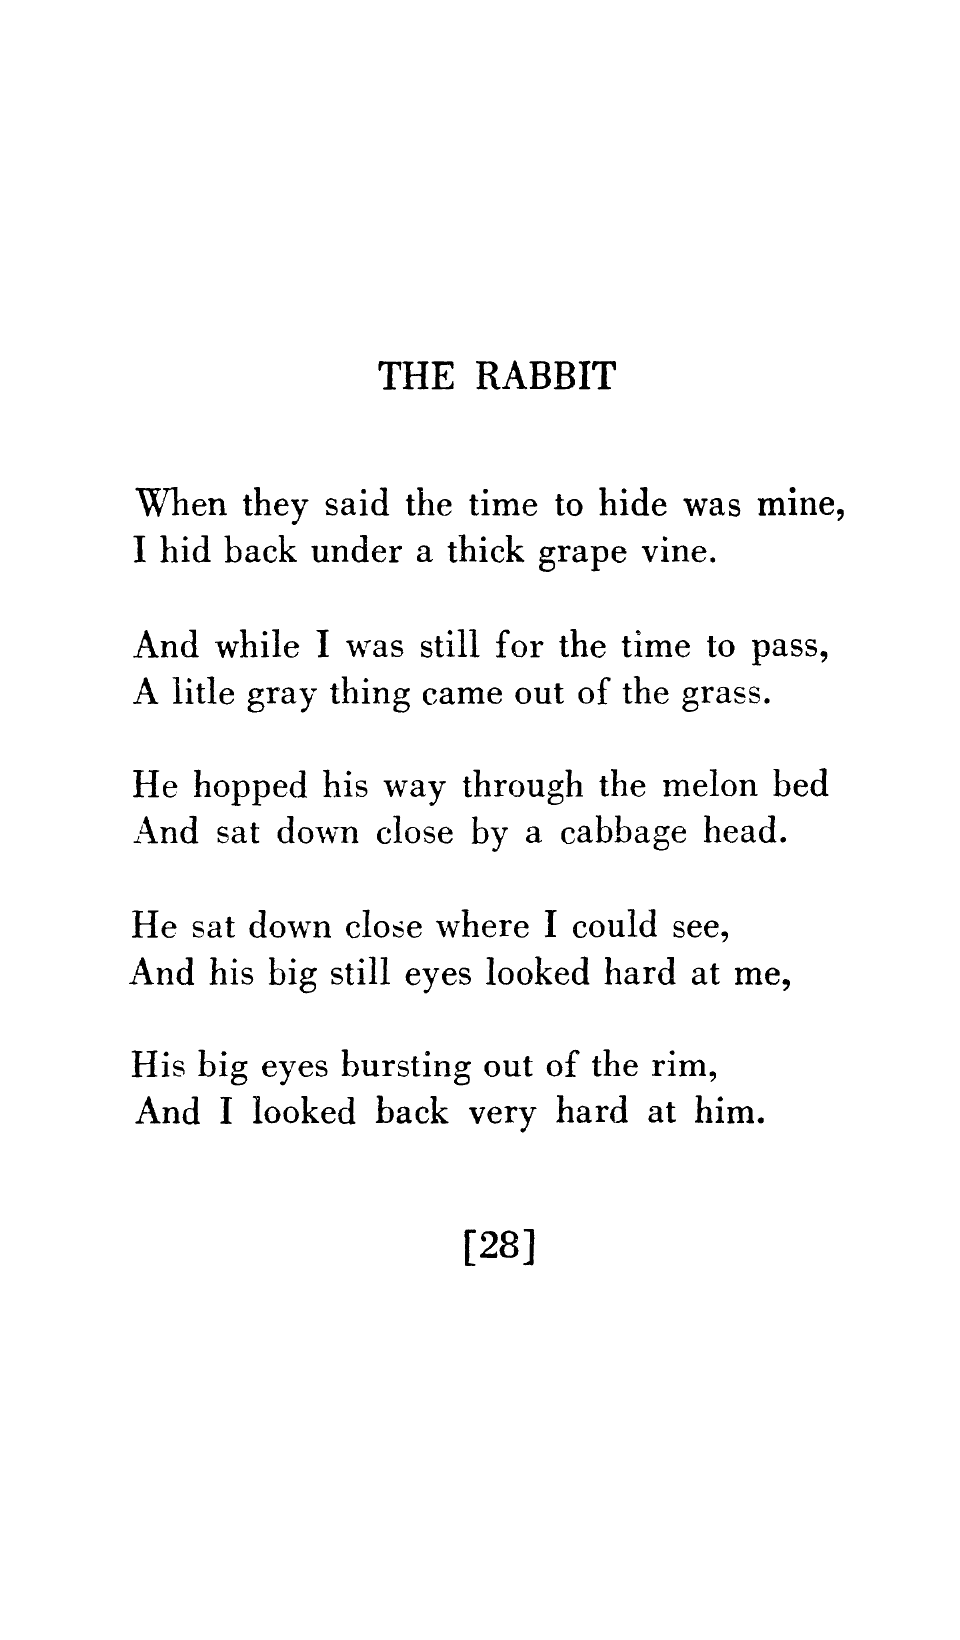 THE RABBIT
When they said the time to hide was mine,
I hid back under a thick grape vine.
And while I was still for the time to pass,
A litle gray thing came out of the grass.
He hopped his way through the melon bed
And sat down close by a cabbage head.
He sat down close where I could see,
And his big still eyes looked hard at me,
His big eyes bursting out of the rim,
And I looked back very hard at him.
[28]